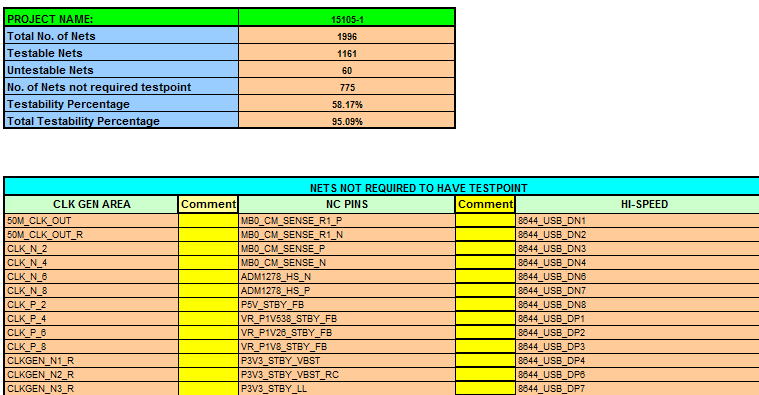 PROJECT NAME: 15105-1
Total No. of Nets 1996
Testable Nets 1161
Untestable Nets 60
No. of Nets not required testpoint 775
Testability Percentage 58.17%
Total Testability Percentage 95.09%
NETS NOT REQUIRED TO HAVE TESTPOINT
CLK GEN AREA Comment NC PINS Comment HI-SPEED
50M_CLK_OUT MB0_CM_SENSE_R1_P 8644_USB_DN1
50M_CLK_OUT_R MB0_CM_SENSE_R1_N 8644_USB_DN2
CLK_N_2 MB0_CM_SENSE_P 8644_USB_DN3
CLK_N_4 MB0_CM_SENSE_N 8644_USB_DN4
CLK_N_6 ADM1278_HS_N 8644_USB_DN6
CLK_N_8 ADM1278_HS_P 8644_USB_DN7
CLK_P_2 P5V_STBY_FB 8644_USB_DN8
CLK_P_4 VR_P1V538_STBY_FB 8644_USB_DP1
CLK_P_6 VR_P1V26_STBY_FB 8644_USB_DP2
CLK_P_8 VR_P1V8_STBY_FB 8644_USB_DP3
CLKGEN_N1_R P3V3_STBY_VBST 8644_USB_DP4
CLKGEN_N2_R P3V3_STBY_VBST_RC 8644_USB_DP6
CLKGEN_N3_R P3V3_STBY_LL 8644_USB_DP7